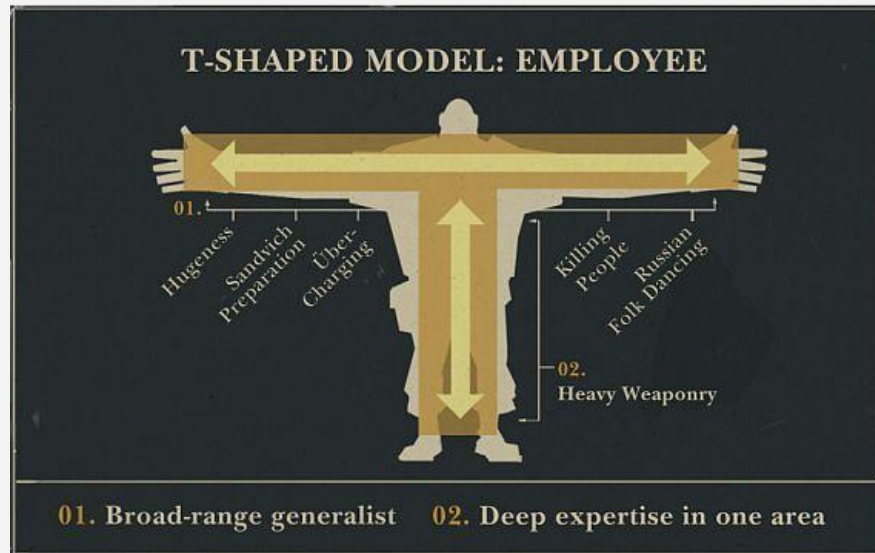 T-SHAPED MODEL: EMPLOYEE
01.
Hugeness
Sandvich
Preparation
Über-
Charging
Killing
People
Russian
Folk Dancing
02.
Heavy Weaponry
01. Broad-range generalist 02. Deep expertise in one area